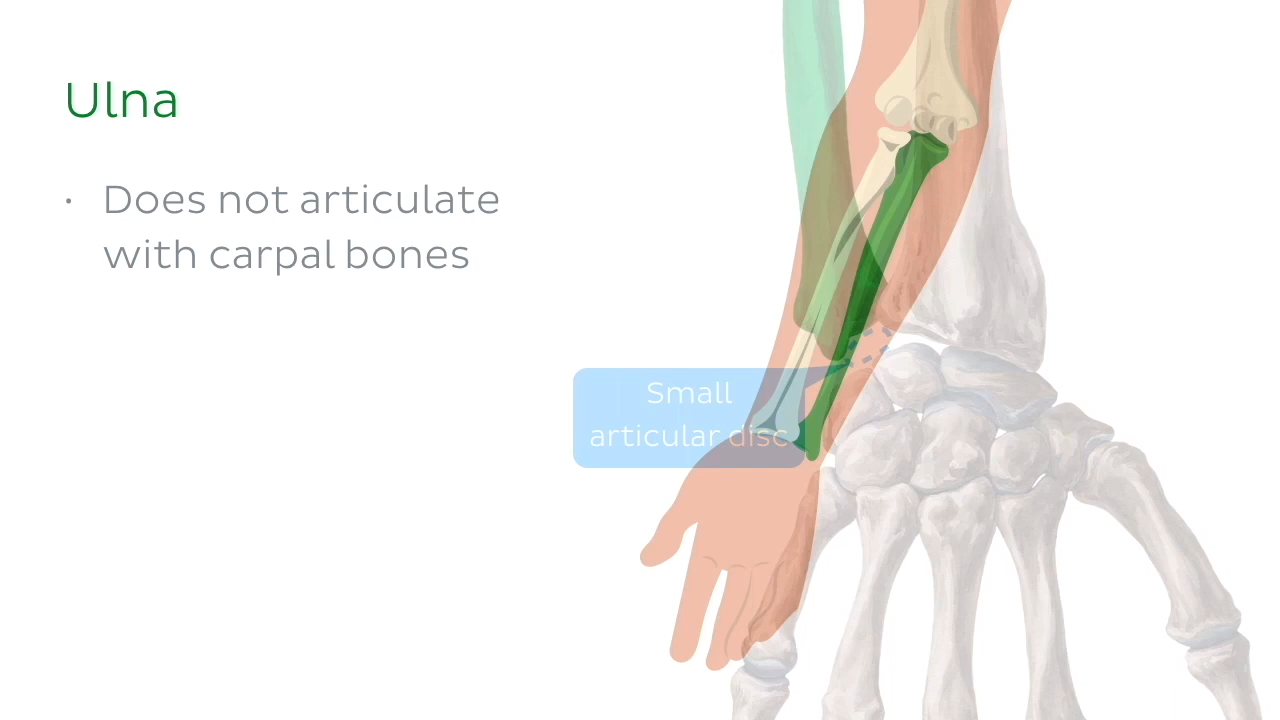 Ulna
• Does not articulate
with carpal bones
Small
articular disc